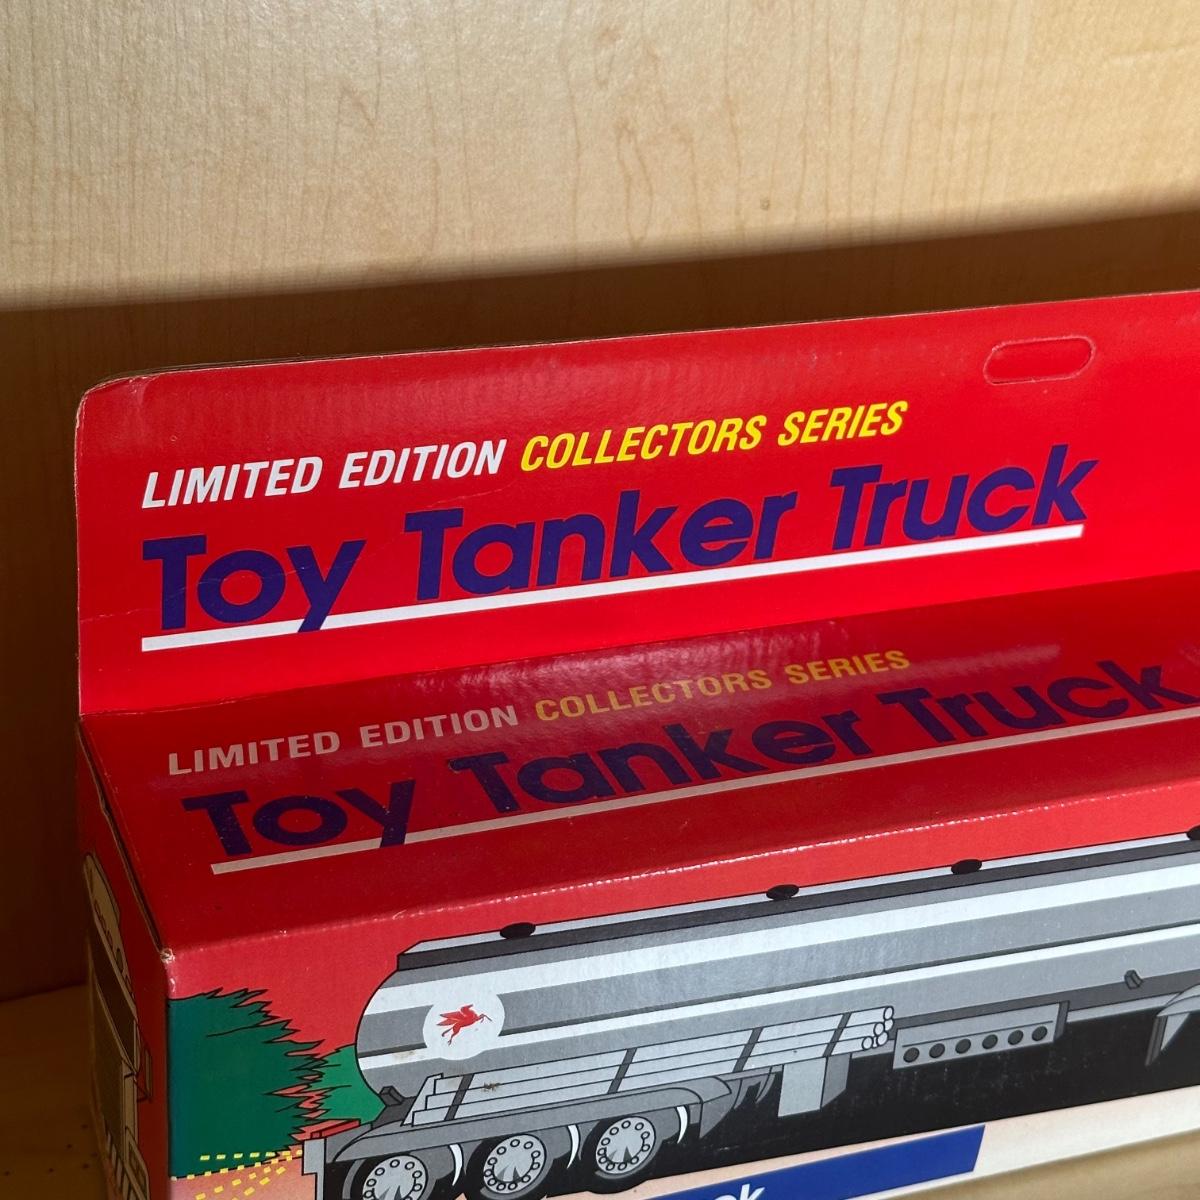 LIMITED EDITION COLLECTORS SERIES
Toy Tanker Truck
LIMITED EDITION COLLECTORS SERIES
Toy Tanker Truck